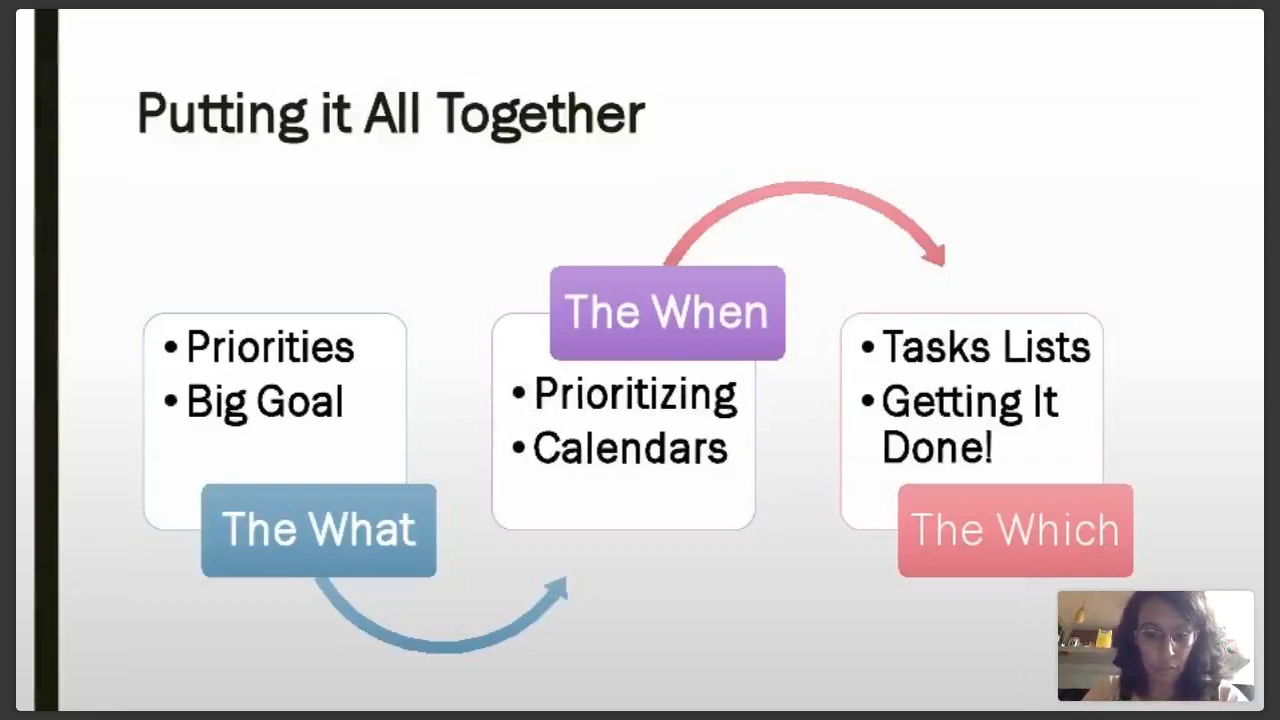 Putting it All Together
• Priorities
• Big Goal
The What
The When
• Prioritizing
• Calendars
• Tasks Lists
• Getting It
Done!
The Which